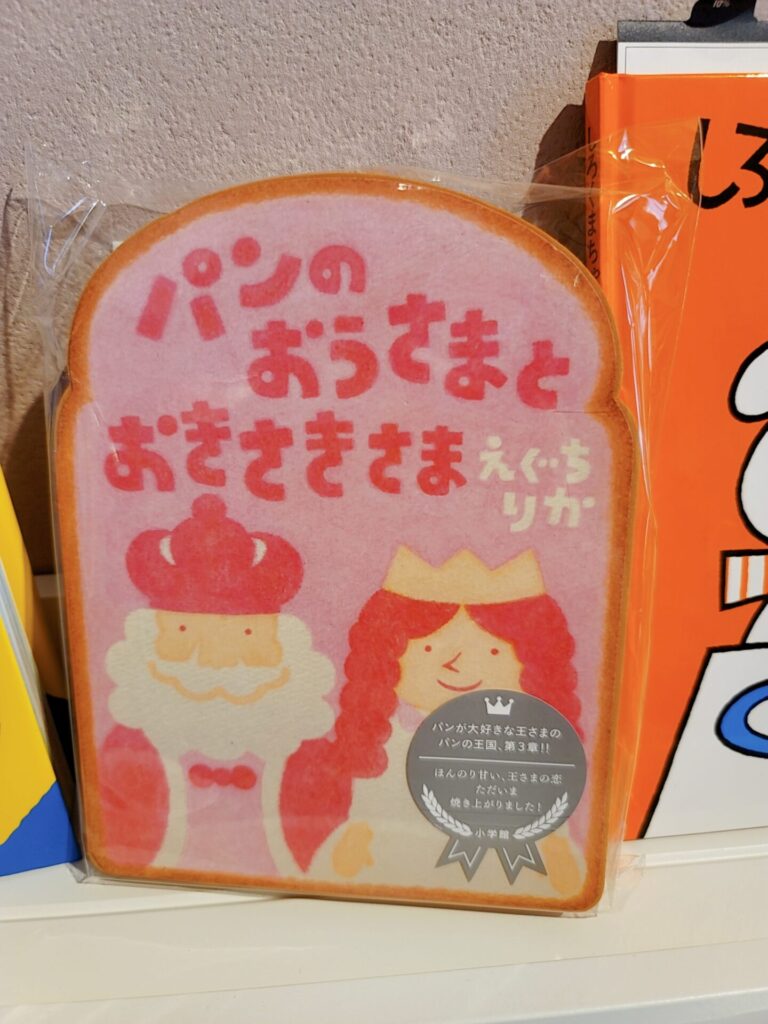 パンの
おうさまと
おきさきさま
えぐち
りか
パンが大好きな王さまの
パンの王国、第3章!!
ほんのり甘い、王さまの恋
ただいま
焼き上がりました!
小学館
しろ